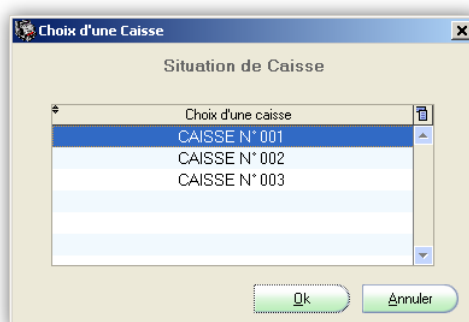 Choix d'une Caisse
Situation de Caisse
Choix d'une caisse
CAISSE N°001
CAISSE N°002
CAISSE N°003
Ok
Annuler